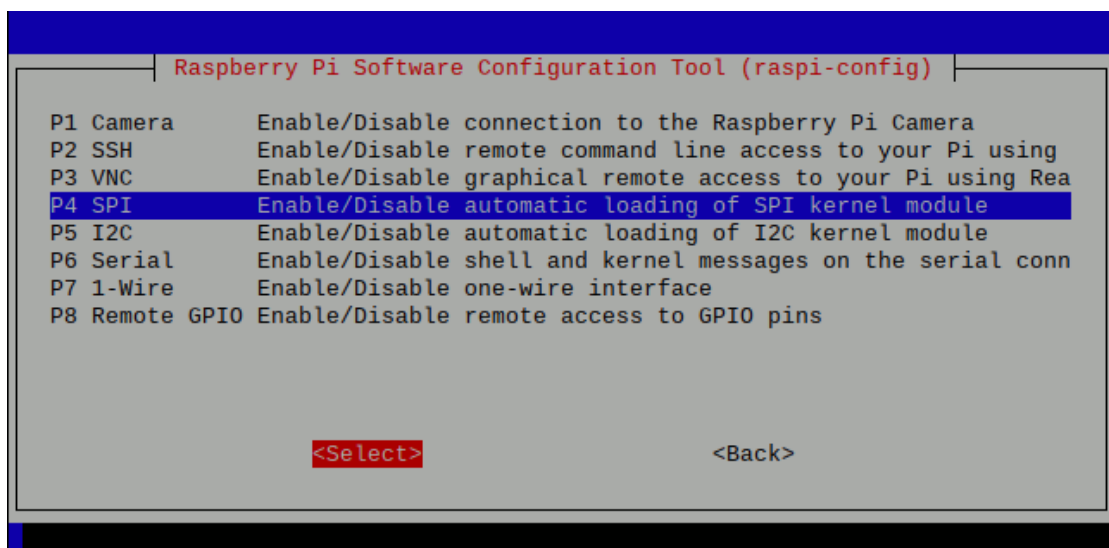 Raspberry Pi Software Configuration Tool (raspi-config)
P1 Camera Enable/Disable connection to the Raspberry Pi Camera
P2 SSH Enable/Disable remote command line access to your Pi using
P3 VNC Enable/Disable graphical remote access to your Pi using Rea
P4 SPI Enable/Disable automatic loading of SPI kernel module
P5 I2C Enable/Disable automatic loading of I2C kernel module
P6 Serial Enable/Disable shell and kernel messages on the serial conn
P7 1-Wire Enable/Disable one-wire interface
P8 Remote GPIO Enable/Disable remote access to GPIO pins
<Select> <Back>